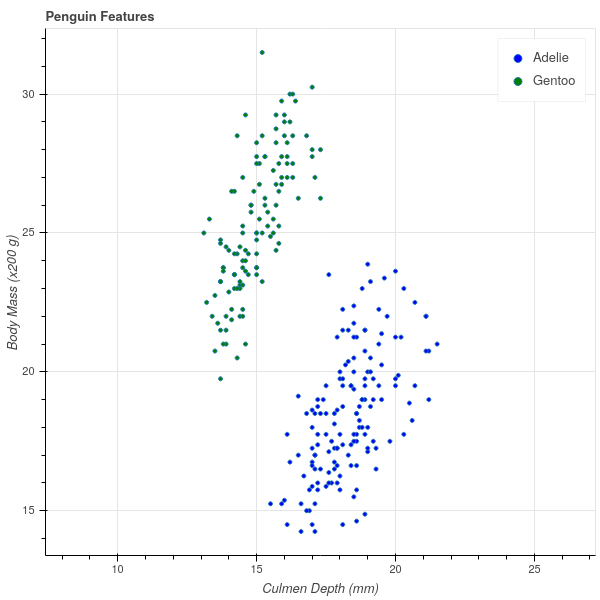 Penguin Features
Adelie
Gentoo
30
25
20
15
10
15
20
25
Body Mass (x200 g)
Culmen Depth (mm)